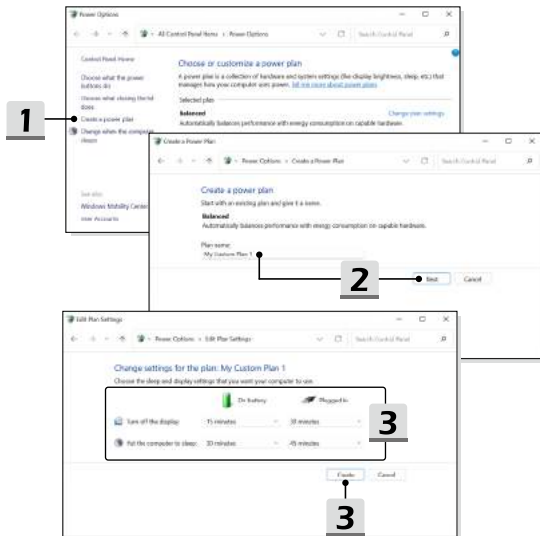 Power Options
All Control Panel Items › Power Options
Search Control Panel
Control Panel Home
Choose what the power
buttons do
Choose what closing the lid
does
Create a power plan
Change when the computer
sleeps
See also
Windows Mobility Center
User Accounts
Choose or customize a power plan
A power plan is a collection of hardware and system settings (like display brightness, sleep, etc.) that
manages how your computer uses power. Tell me more about power plans
Selected plan
Balanced
Change plan settings
Automatically balances performance with energy consumption on capable hardware.
1
Create a Power Plan
Power Options › Create a Power Plan
Search Control Panel
Create a power plan
Start with an existing plan and give it a name.
Balanced
Automatically balances performance with energy consumption on capable hardware.
Plan name:
My Custom Plan 1
2
Next
Cancel
Edit Plan Settings
Power Options › Edit Plan Settings
Search Control Panel
Change settings for the plan: My Custom Plan 1
Choose the sleep and display settings that you want your computer to use.
On battery
Plugged in
Turn off the display:
15 minutes
30 minutes
Put the computer to sleep:
30 minutes
45 minutes
3
Create
Cancel
3